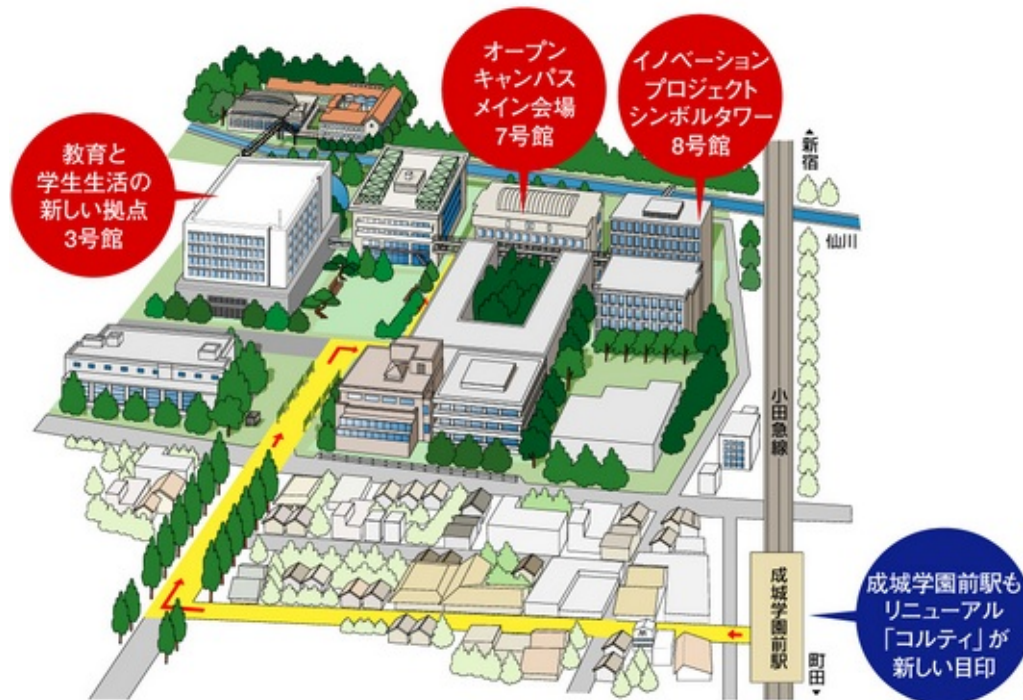 オープン
キャンパス
メイン会場
7号館
イノベーション
プロジェクト
シンボルタワー
8号館
教育と
学生生活の
新しい拠点
3号館
▲新宿
仙川
小田急線
成城学園前駅
成城学園前駅も
リニューアル
「コルティ」が
新しい目印
町田▼